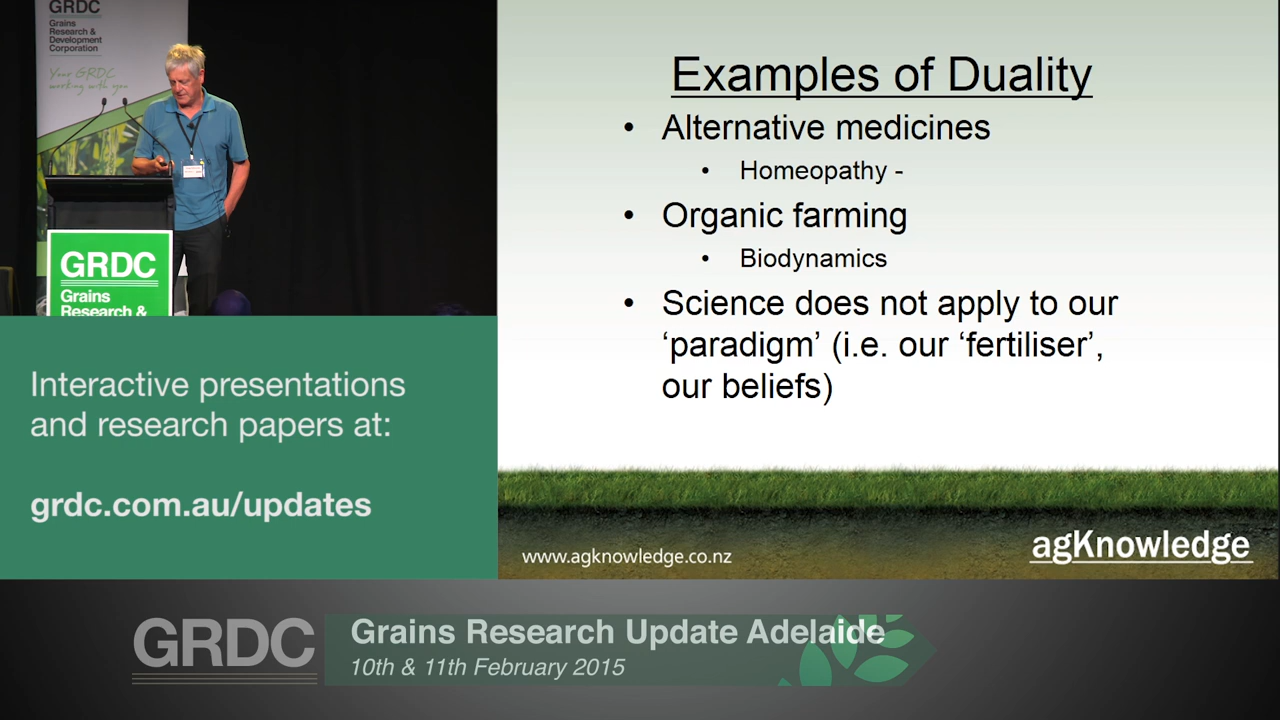 GRDC
Grains
Research &
Development
Corporation
Your GRDC
working with you
GRDC
Grains
Research &
Interactive presentations
and research papers at:
grdc.com.au/updates
Examples of Duality
• Alternative medicines
• Homeopathy -
• Organic farming
• Biodynamics
• Science does not apply to our
‘paradigm’ (i.e. our ‘fertiliser’,
our beliefs)
www.agknowledge.co.nz
agKnowledge
GRDC
Grains Research Update Adelaide
10th & 11th February 2015